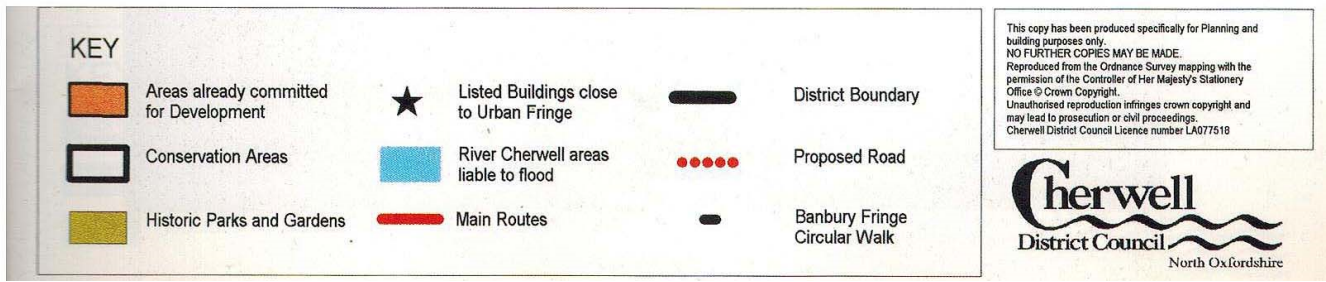 KEY
Areas already committed
for Development
Conservation Areas
Historic Parks and Gardens
Listed Buildings close
to Urban Fringe
River Cherwell areas
liable to flood
Main Routes
District Boundary
Proposed Road
Banbury Fringe
Circular Walk
This copy has been produced specifically for Planning and
building purposes only.
NO FURTHER COPIES MAY BE MADE.
Reproduced from the Ordnance Survey mapping with the
permission of the Controller of Her Majesty's Stationery
Office © Crown Copyright.
Unauthorised reproduction infringes crown copyright and
may lead to prosecution or civil proceedings.
Cherwell District Council Licence number LA077518
Cherwell
District Council
North Oxfordshire